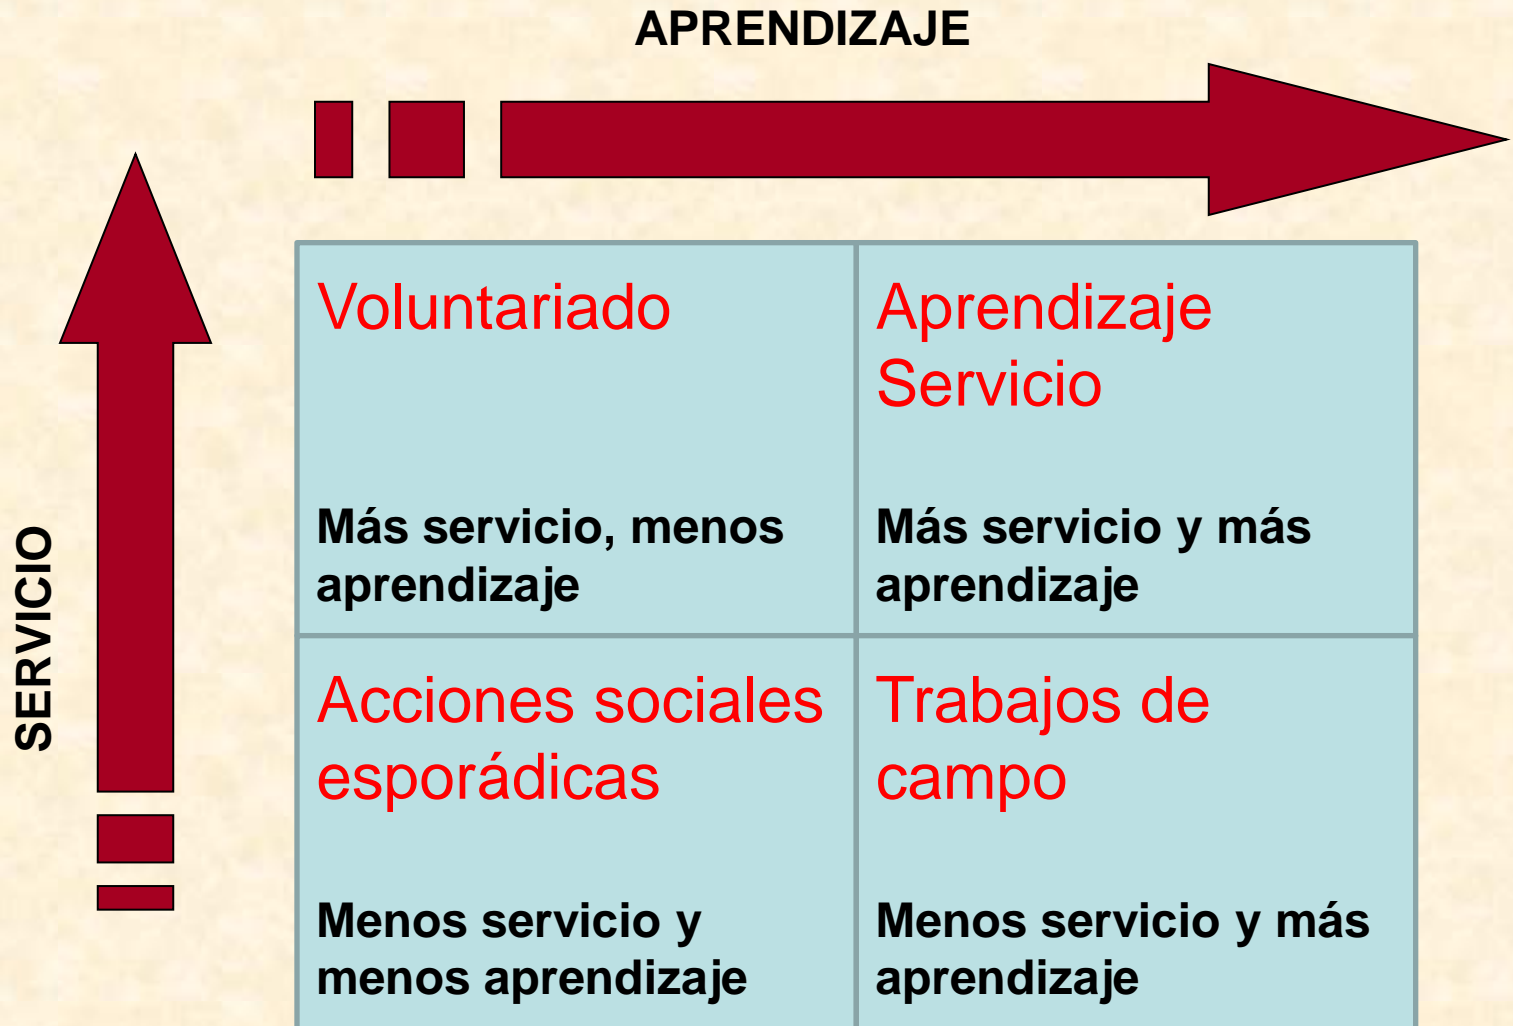 APRENDIZAJE
SERVICIO
Voluntariado
Más servicio, menos
aprendizaje
Aprendizaje
Servicio
Más servicio y más
aprendizaje
Acciones sociales
esporádicas
Menos servicio y
menos aprendizaje
Trabajos de
campo
Menos servicio y más
aprendizaje